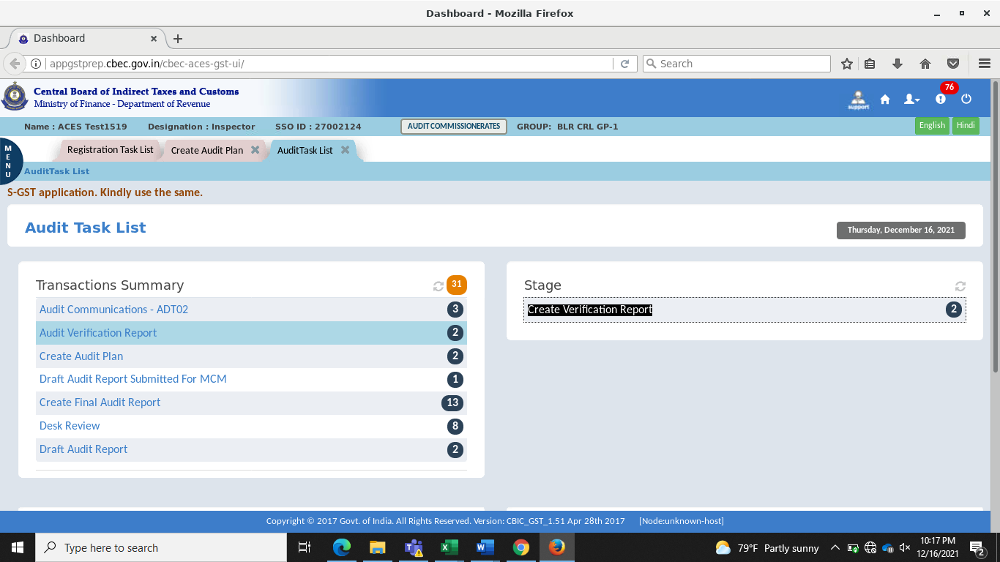 Dashboard - Mozilla Firefox
Dashboard
appgstprep.cbec.gov.in/cbec-aces-gst-ui/
Search
Central Board of Indirect Taxes and Customs
Ministry of Finance - Department of Revenue
support
76
Name : ACES Test1519 Designation : Inspector SSO ID : 27002124 AUDIT COMMISSIONERATES GROUP: BLR CRL GP-1 English Hindi
MENU
Registration Task List Create Audit Plan AuditTask List
AuditTask List
S-GST application. Kindly use the same.
Audit Task List
Thursday, December 16, 2021
Transactions Summary 31
Audit Communications - ADT02 3
Audit Verification Report 2
Create Audit Plan 2
Draft Audit Report Submitted For MCM 1
Create Final Audit Report 13
Desk Review 8
Draft Audit Report 2
Stage
Create Verification Report 2
Copyright © 2017 Govt. of India. All Rights Reserved. Version: CBIC_GST_1.51 Apr 28th 2017 [Node:unknown-host]
Type here to search
79°F Partly sunny
10:17 PM
12/16/2021
2